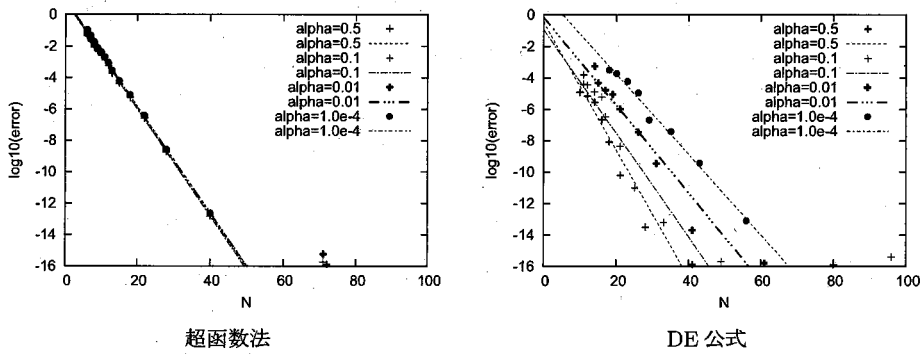 0
-2
-4
-6
-8
-10
-12
-14
-16
0 20 40 60 80 100
log10(error)
N
alpha=0.5
alpha=0.5
alpha=0.1
alpha=0.1
alpha=0.01
alpha=0.01
alpha=1.0e-4
alpha=1.0e-4
超函数法
0
-2
-4
-6
-8
-10
-12
-14
-16
0 20 40 60 80 100
log10(error)
N
alpha=0.5
alpha=0.5
alpha=0.1
alpha=0.1
alpha=0.01
alpha=0.01
alpha=1.0e-4
alpha=1.0e-4
DE 公式